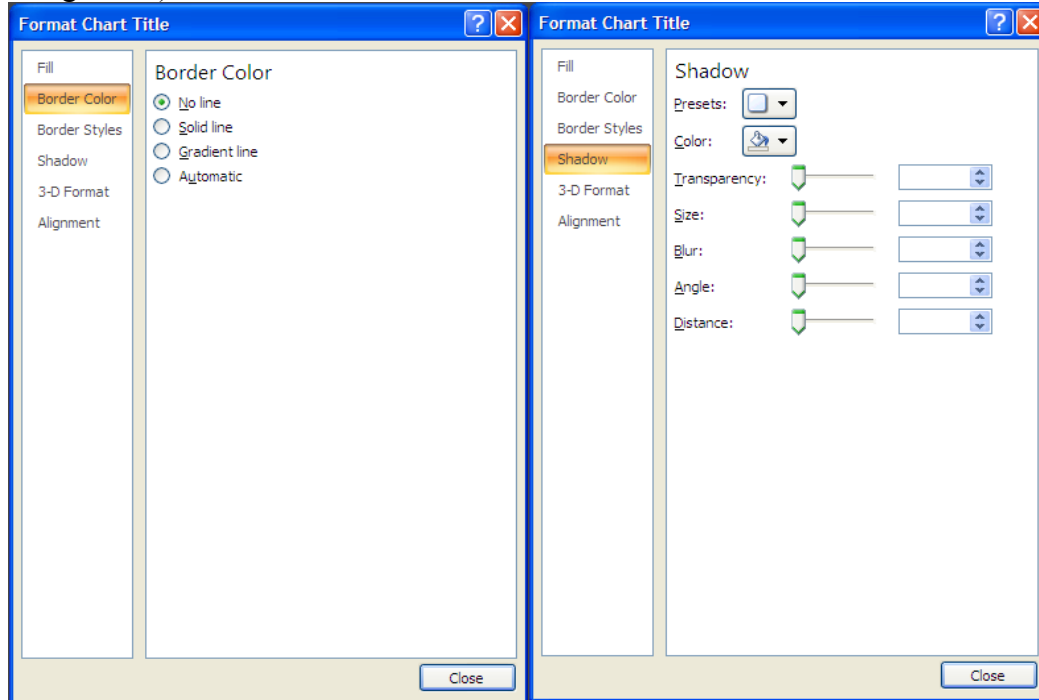 Format Chart Title
Fill
Border Color
Border Styles
Shadow
3-D Format
Alignment
Border Color
No line
Solid line
Gradient line
Automatic
Close
Format Chart Title
Fill
Border Color
Border Styles
Shadow
3-D Format
Alignment
Shadow
Presets:
Color:
Transparency:
Size:
Blur:
Angle:
Distance:
Close